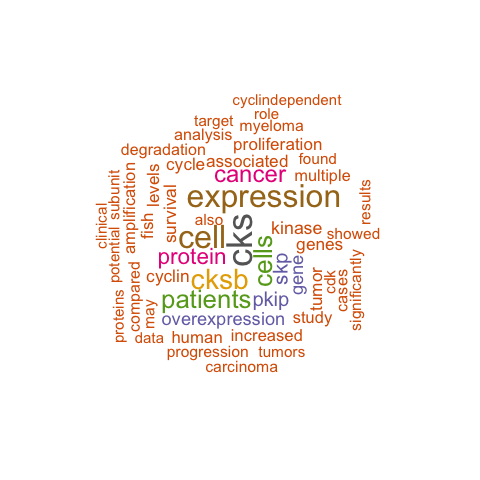 cyclindependent
role
target myeloma
analysis
proliferation
degradation
cycle associated found
cancer multiple
expression
clinical
potential
subunit
amplification
levels
fish
survival
also
cell
cks
cells
kinase showed
results
genes
protein
skp
gene
cyclin
cksb
tumor
cdk
cases
significantly
proteins
compared
may
patients pkip
overexpression study
data human increased
progression tumors
carcinoma